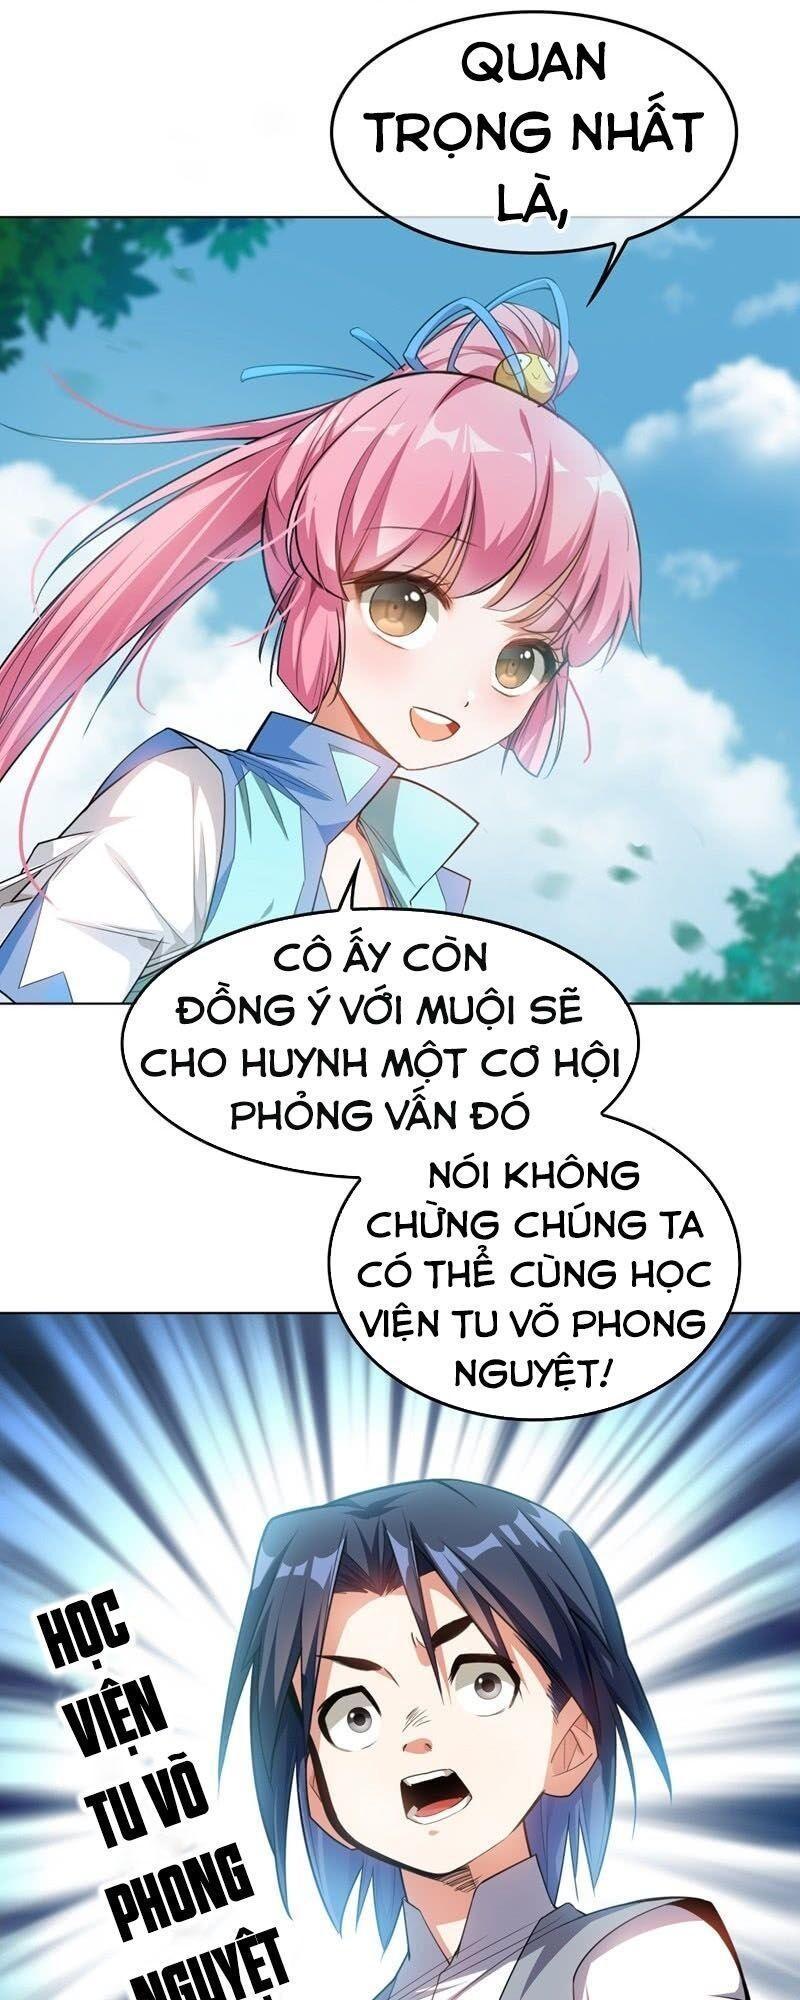 QUAN
TRỌNG NHẤT
LÀ,
CÔ ẤY CÒN
ĐỒNG Ý VỚI MUỘI SẼ
CHO HUYNH MỘT CƠ HỘI
PHỎNG VẤN ĐÓ
NÓI KHÔNG
CHỪNG CHÚNG TA
CÓ THỂ CÙNG HỌC
VIỆN TU VÕ PHONG
NGUYỆT!
HỌC
VIỆN
TU VÕ
PHONG
NGUYỆT